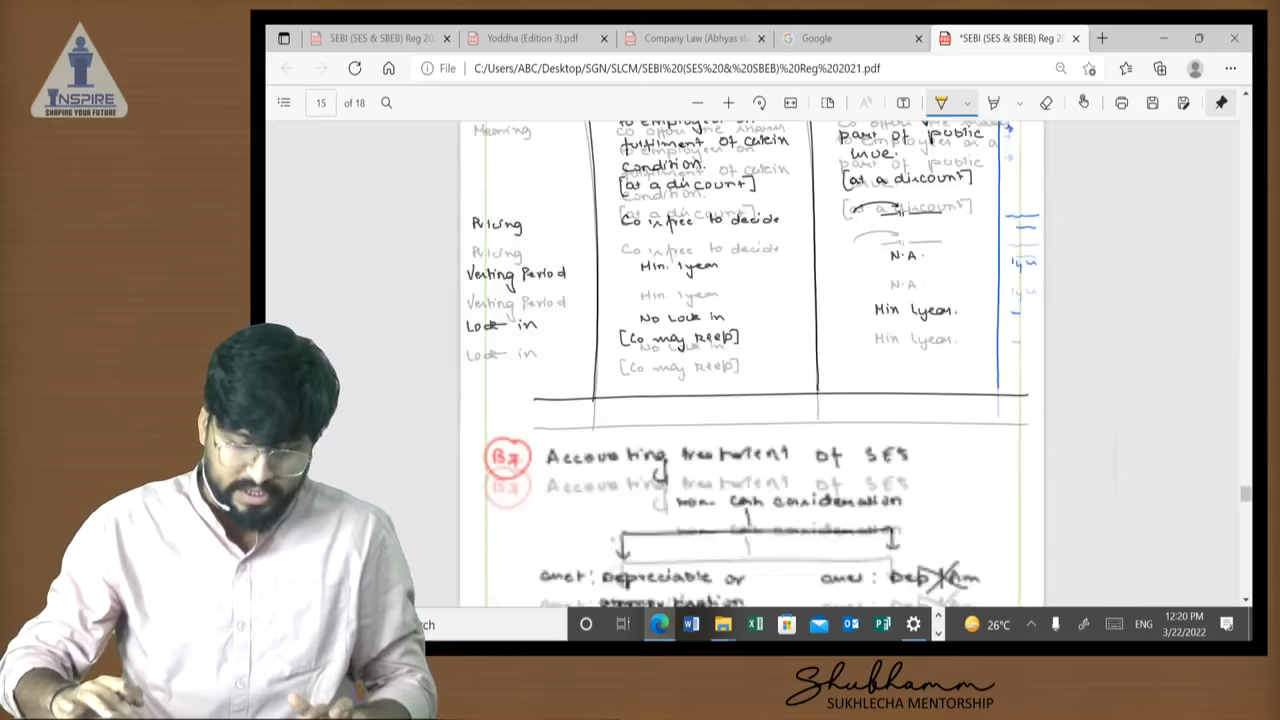 INSPIRE
SHAPING YOUR FUTURE
SEBI (SES & SBEB) Reg 20
Yoddha (Edition 3).pdf
Company Law (Abhyas sh
Google
*SEBI (SES & SBEB) Reg 2
File
C:/Users/ABC/Desktop/SGN/SLCM/SEBI%20(SES%20&%20SBEB)%20Reg%202021.pdf
15 of 18
Meaning
to employees on
fulfilment of certain
condition.
[at a discount]
part of public
issue.
[at a discount]
Pricing
Co is free to decide
Vesting Period
Min. 1 year
N.A.
Lock in
No Lock in
[Co may keep]
Min 1 year.
Accounting treatment of SES
non-cash consideration
asset: Depreciable or
asset: Dep
12:20 PM
26°C
ENG
3/22/2022
rch
Shubhamm
SUKHLECHA MENTORSHIP